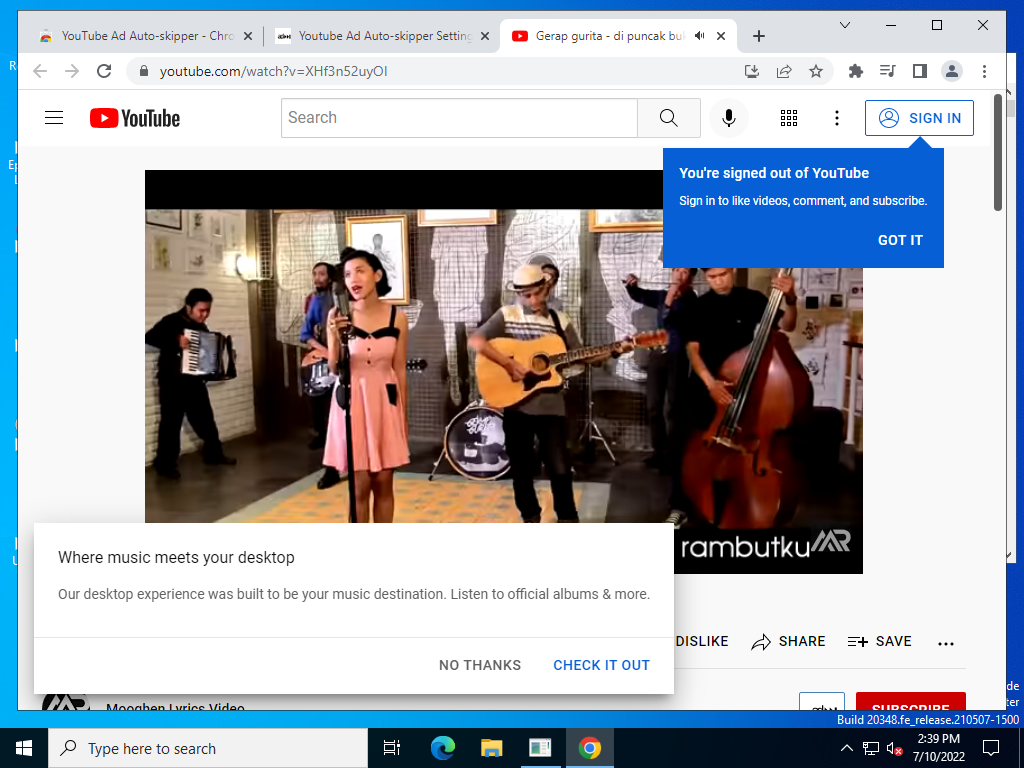 YouTube Ad Auto-skipper - Chro
Youtube Ad Auto-skipper Setting
Gerap gurita - di puncak bu
youtube.com/watch?v=XHf3n52uyOI
YouTube
Search
SIGN IN
You're signed out of YouTube
Sign in to like videos, comment, and subscribe.
GOT IT
rambutku
Where music meets your desktop
Our desktop experience was built to be your music destination. Listen to official albums & more.
NO THANKS
CHECK IT OUT
DISLIKE
SHARE
SAVE
Mooghen Lyrics Video
SUBSCRIBE
Build 20348.fe_release.210507-1500
Type here to search
2:39 PM
7/10/2022